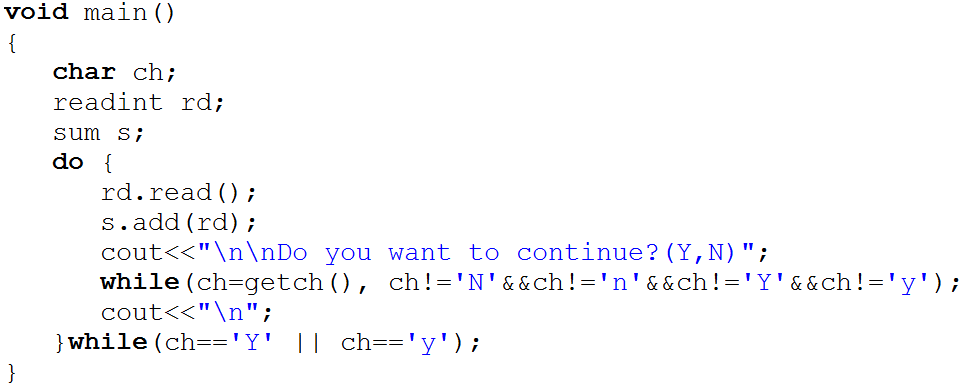 void main()
{
   char ch;
   readint rd;
   sum s;
   do {
      rd.read();
      s.add(rd);
      cout<<"\n\nDo you want to continue?(Y,N)";
      while(ch=getch(), ch!='N'&&ch!='n'&&ch!='Y'&&ch!='y');
      cout<<"\n";
   }while(ch=='Y' || ch=='y');
}